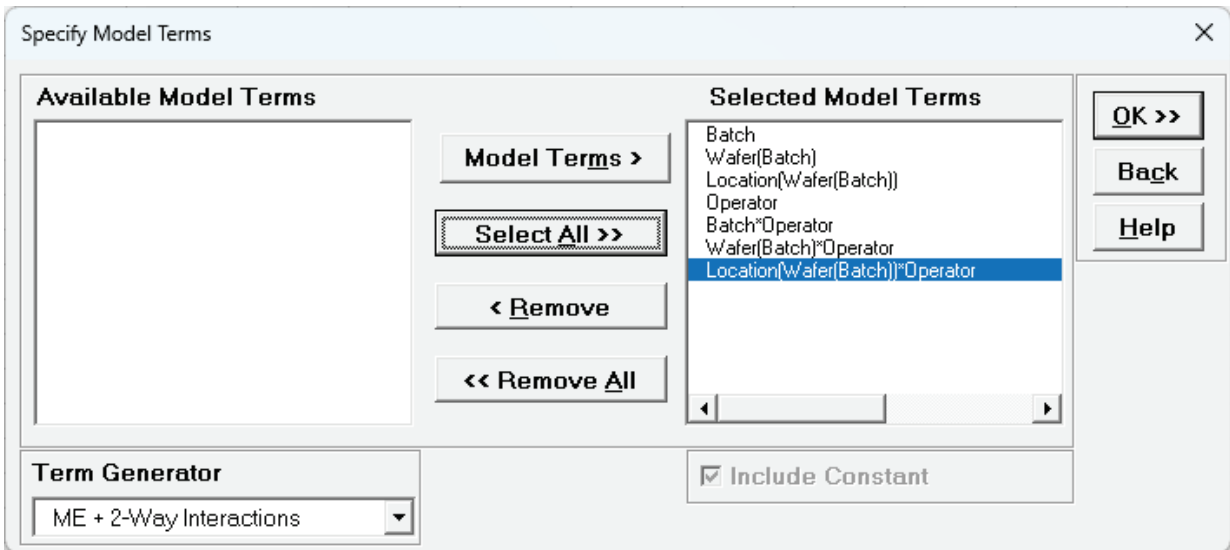 Specify Model Terms
Available Model Terms
Model Terms >
Select All >>
< Remove
<< Remove All
Selected Model Terms
Batch
Wafer(Batch)
Location(Wafer(Batch))
Operator
Batch*Operator
Wafer(Batch)*Operator
Location(Wafer(Batch))*Operator
OK >>
Back
Help
Term Generator
ME + 2-Way Interactions
Include Constant